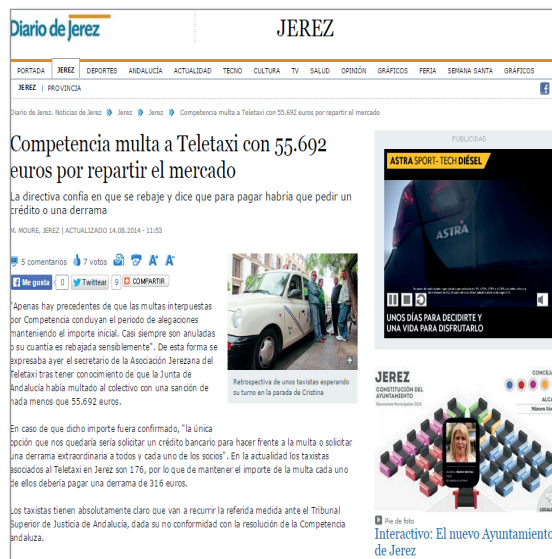 Diario de Jerez
JEREZ
PORTADA JEREZ DEPORTES ANDALUCÍA ACTUALIDAD TECNO CULTURA TV SALUD OPINIÓN GRÁFICOS FERIA SEMANA SANTA GRÁFICOS
JEREZ | PROVINCIA
Diario de Jerez. Noticias de Jerez Jerez Jerez Competencia multa a Teletaxi con 55.692 euros por repartir el mercado
Competencia multa a Teletaxi con 55.692
euros por repartir el mercado
La directiva confía en que se rebaje y dice que para pagar habría que pedir un
crédito o una derrama
M. MOURE, JEREZ | ACTUALIZADO 14.08.2014 - 11:53
5 comentarios 7 votos
Me gusta 0 Twittear 9 COMPARTIR
"Apenas hay precedentes de que las multas interpuestas
por Competencia concluyan el periodo de alegaciones
manteniendo el importe inicial. Casi siempre son anuladas
o su cuantía es rebajada sensiblemente". De esta forma se
expresaba ayer el secretario de la Asociación Jerezana del
Teletaxi tras tener conocimiento de que la Junta de
Andalucía había multado al colectivo con una sanción de
nada menos que 55.692 euros.
Retrospectiva de unos taxistas esperando
su turno en la parada de Cristina
En caso de que dicho importe fuera confirmado, "la única
opción que nos quedaría sería solicitar un crédito bancario para hacer frente a la multa o solicitar
una derrama extraordinaria a todos y cada uno de los socios". En la actualidad los taxistas
asociados al Teletaxi en Jerez son 176, por lo que de mantener el importe de la multa cada uno
de ellos debería pagar una derrama de 316 euros.
Los taxistas tienen absolutamente claro que van a recurrir la referida medida ante el Tribunal
Superior de Justicia de Andalucía, dada su no conformidad con la resolución de la Competencia
andaluza.
PUBLICIDAD
ASTRA SPORT- TECH DIÉSEL
ASTRA
UNOS DÍAS PARA DECIDIRTE Y
UNA VIDA PARA DISFRUTARLO
JEREZ
CONSTITUCIÓN DEL
AYUNTAMIENTO
CONCEJ
ALCA
Pie de foto
Interactivo: El nuevo Ayuntamiento
de Jerez